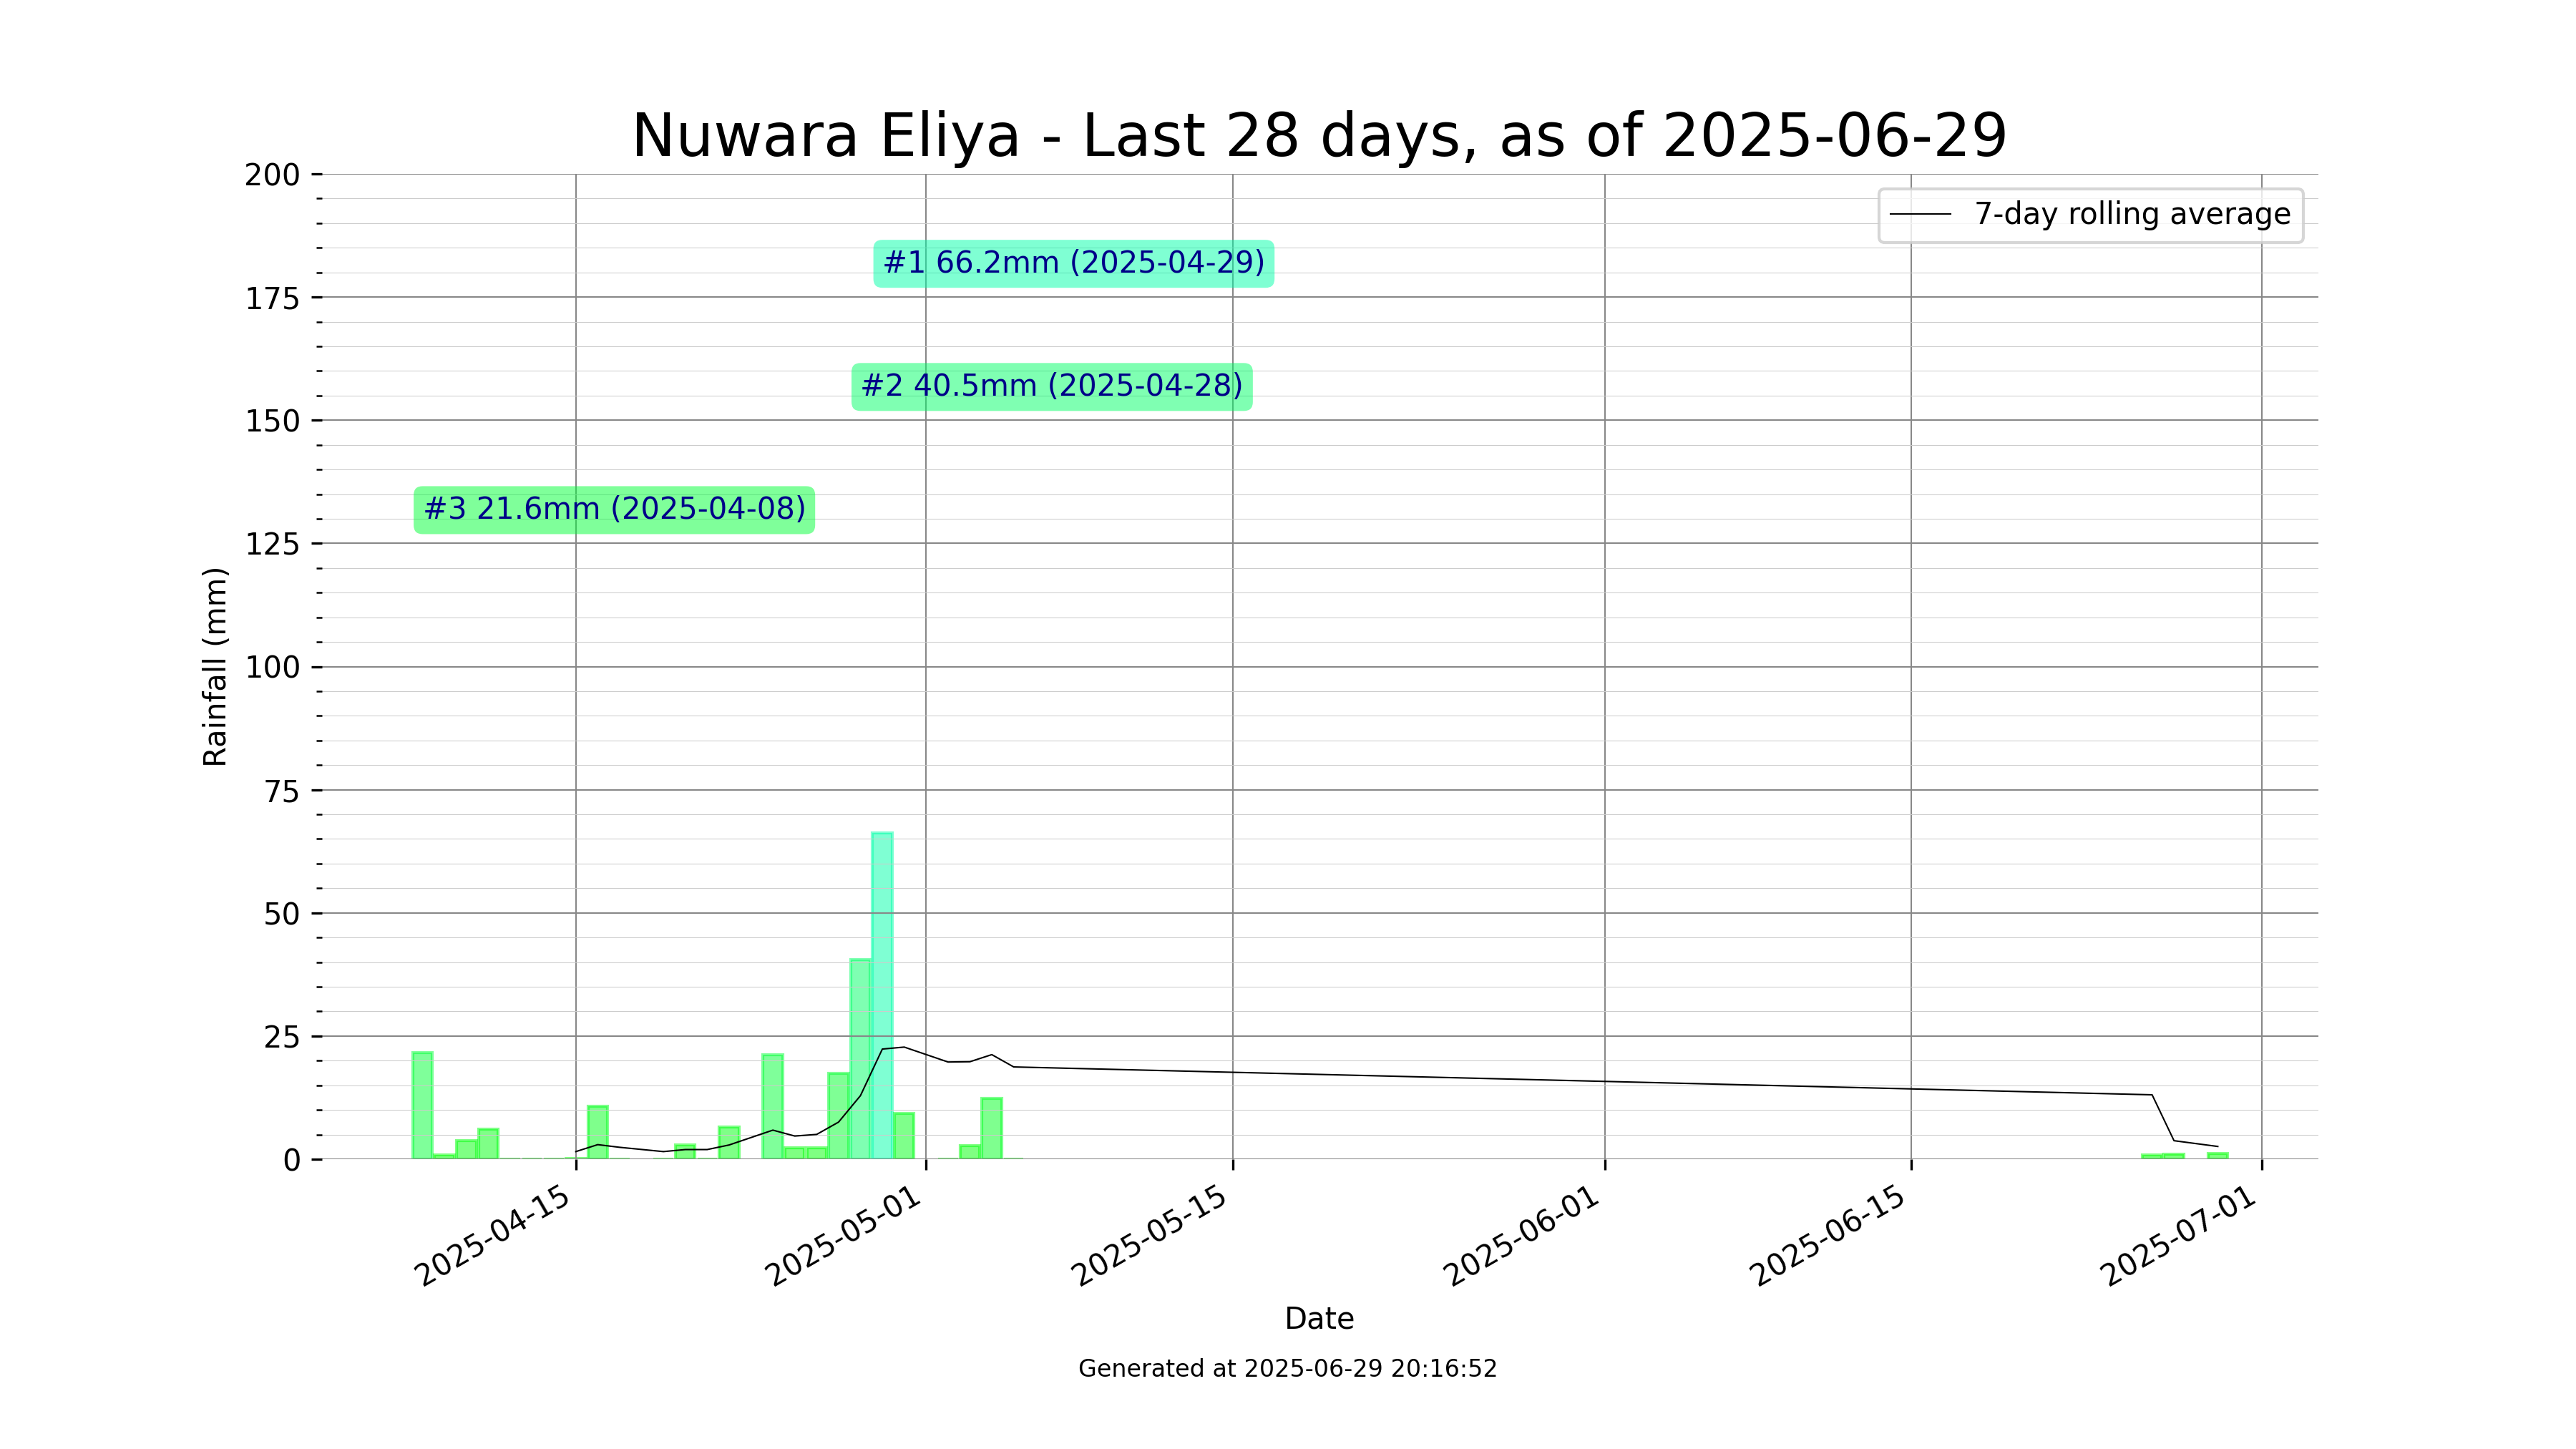 Nuwara Eliya - Last 28 days, as of 2025-06-29
7-day rolling average
#1 66.2mm (2025-04-29)
#2 40.5mm (2025-04-28)
#3 21.6mm (2025-04-08)
Rainfall (mm)
200
175
150
125
100
75
50
25
0
2025-04-15
2025-05-01
2025-05-15
2025-06-01
2025-06-15
2025-07-01
Date
Generated at 2025-06-29 20:16:52